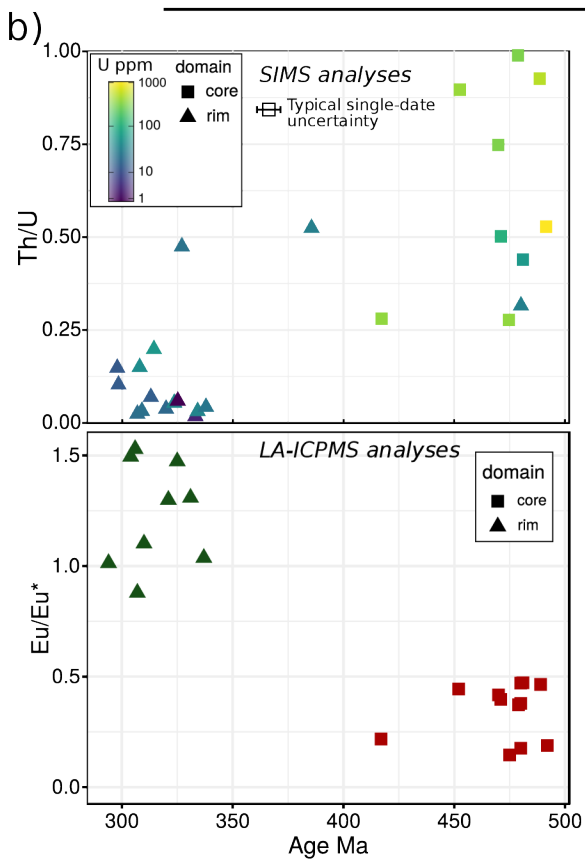 b)
U ppm
domain
1000
100
10
1
core
rim
SIMS analyses
Typical single-date
uncertainty
1.00
0.75
0.50
0.25
0.00
Th/U
LA-ICPMS analyses
domain
core
rim
1.5
1.0
0.5
0.0
Eu/Eu*
300
350
400
450
500
Age Ma